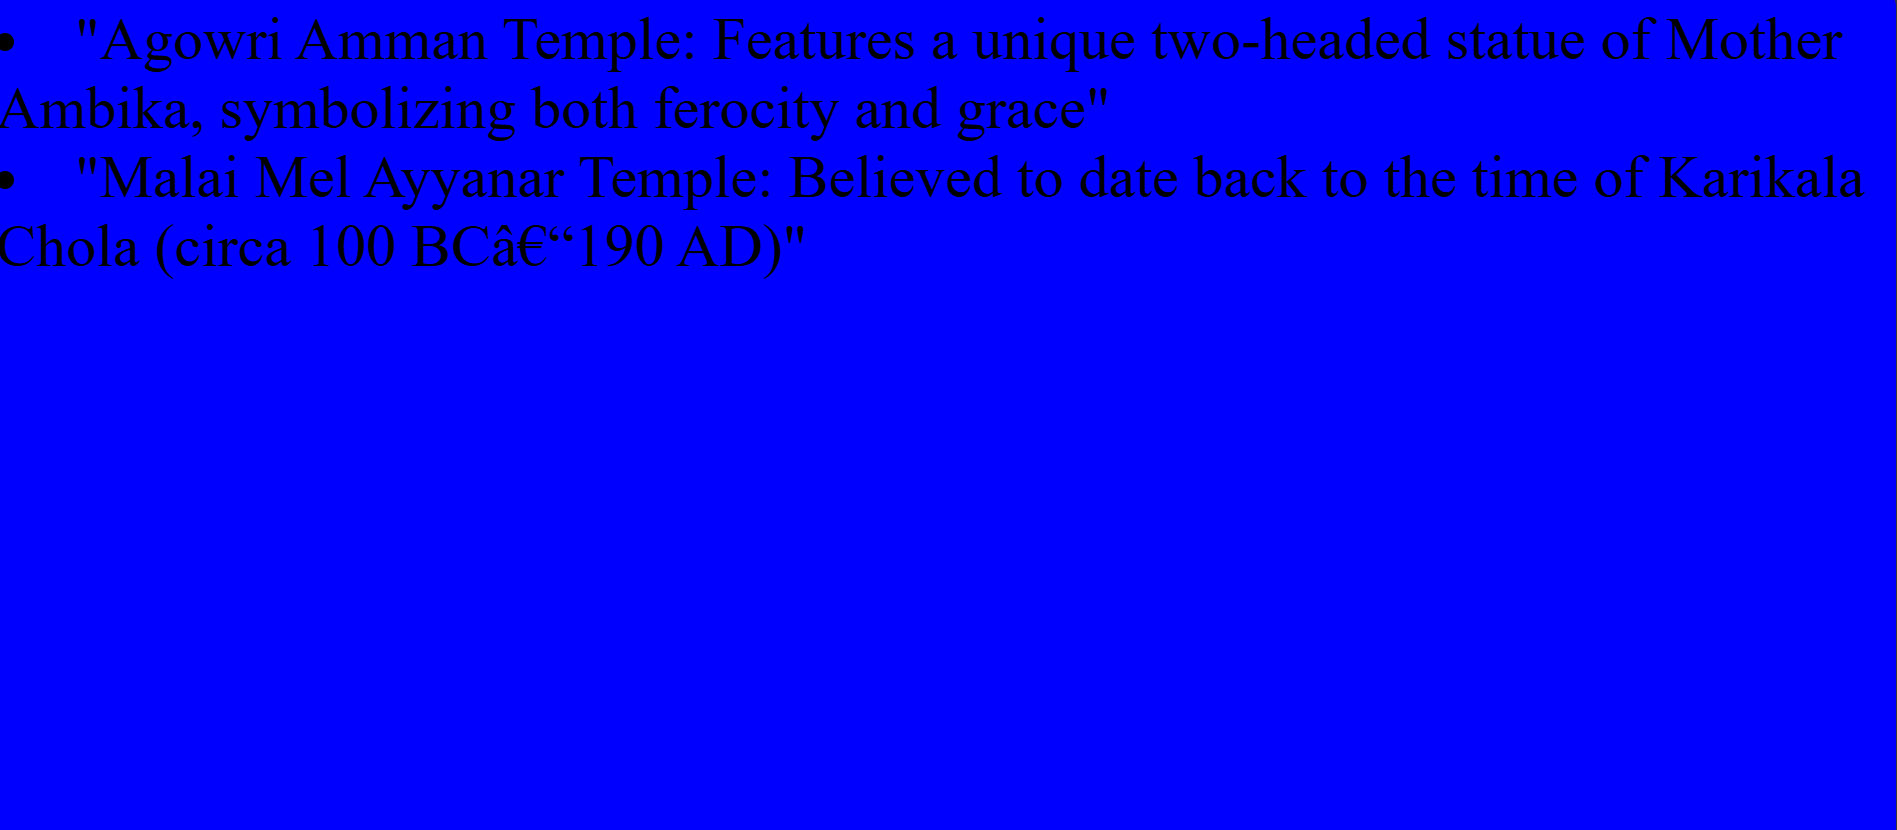 • "Agowri Amman Temple: Features a unique two-headed statue of Mother
Ambika, symbolizing both ferocity and grace"
• "Malai Mel Ayyanar Temple: Believed to date back to the time of Karikala
Chola (circa 100 BCâ€“190 AD)"